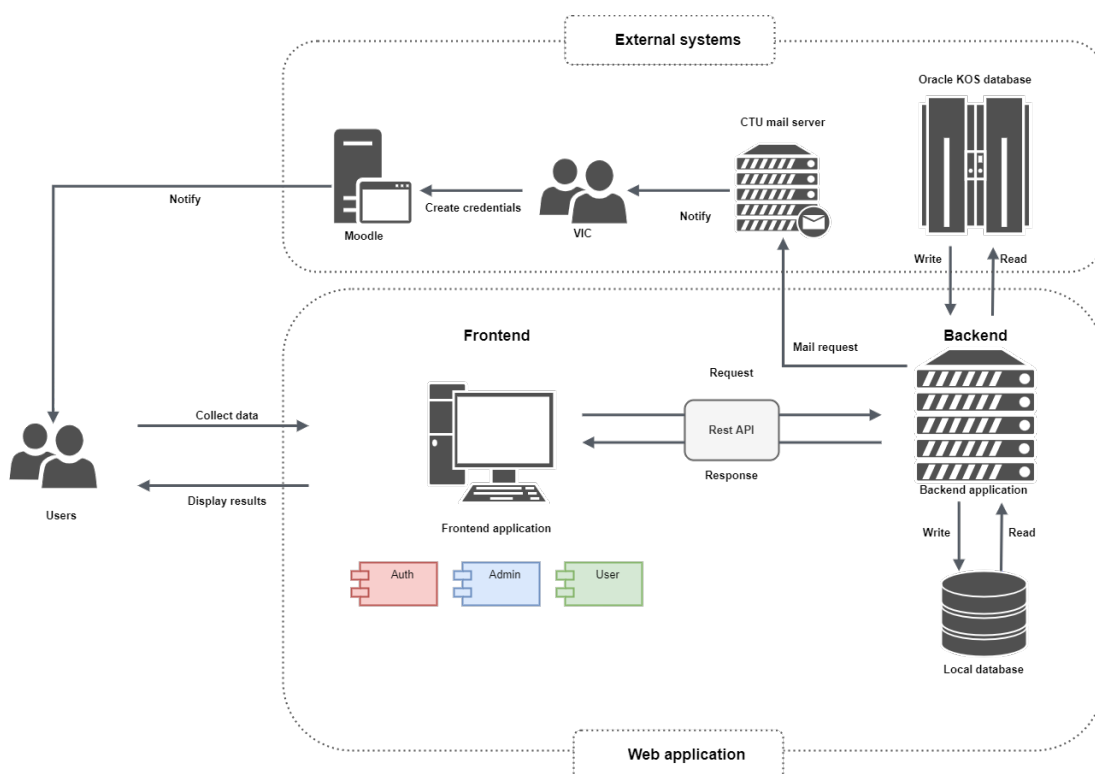 External systems
Oracle KOS database
CTU mail server
Notify
Create credentials
Notify
Moodle
VIC
Write
Read
Frontend
Backend
Mail request
Request
Collect data
Rest API
Response
Display results
Backend application
Users
Frontend application
Write
Read
Auth
Admin
User
Local database
Web application